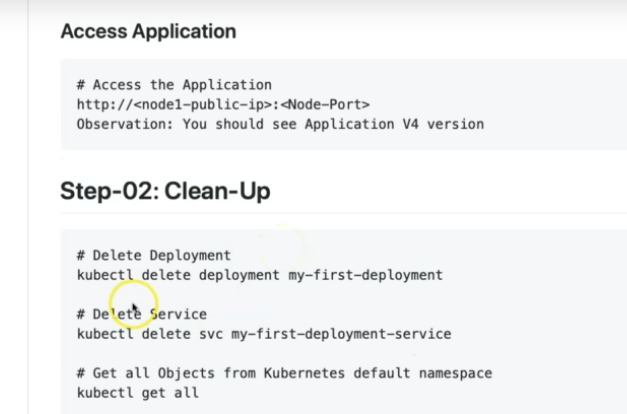 Access Application
# Access the Application
http://<node1-public-ip>:<Node-Port>
Observation: You should see Application V4 version
Step-02: Clean-Up
# Delete Deployment
kubectl delete deployment my-first-deployment
# Delete Service
kubectl delete svc my-first-deployment-service
# Get all Objects from Kubernetes default namespace
kubectl get all